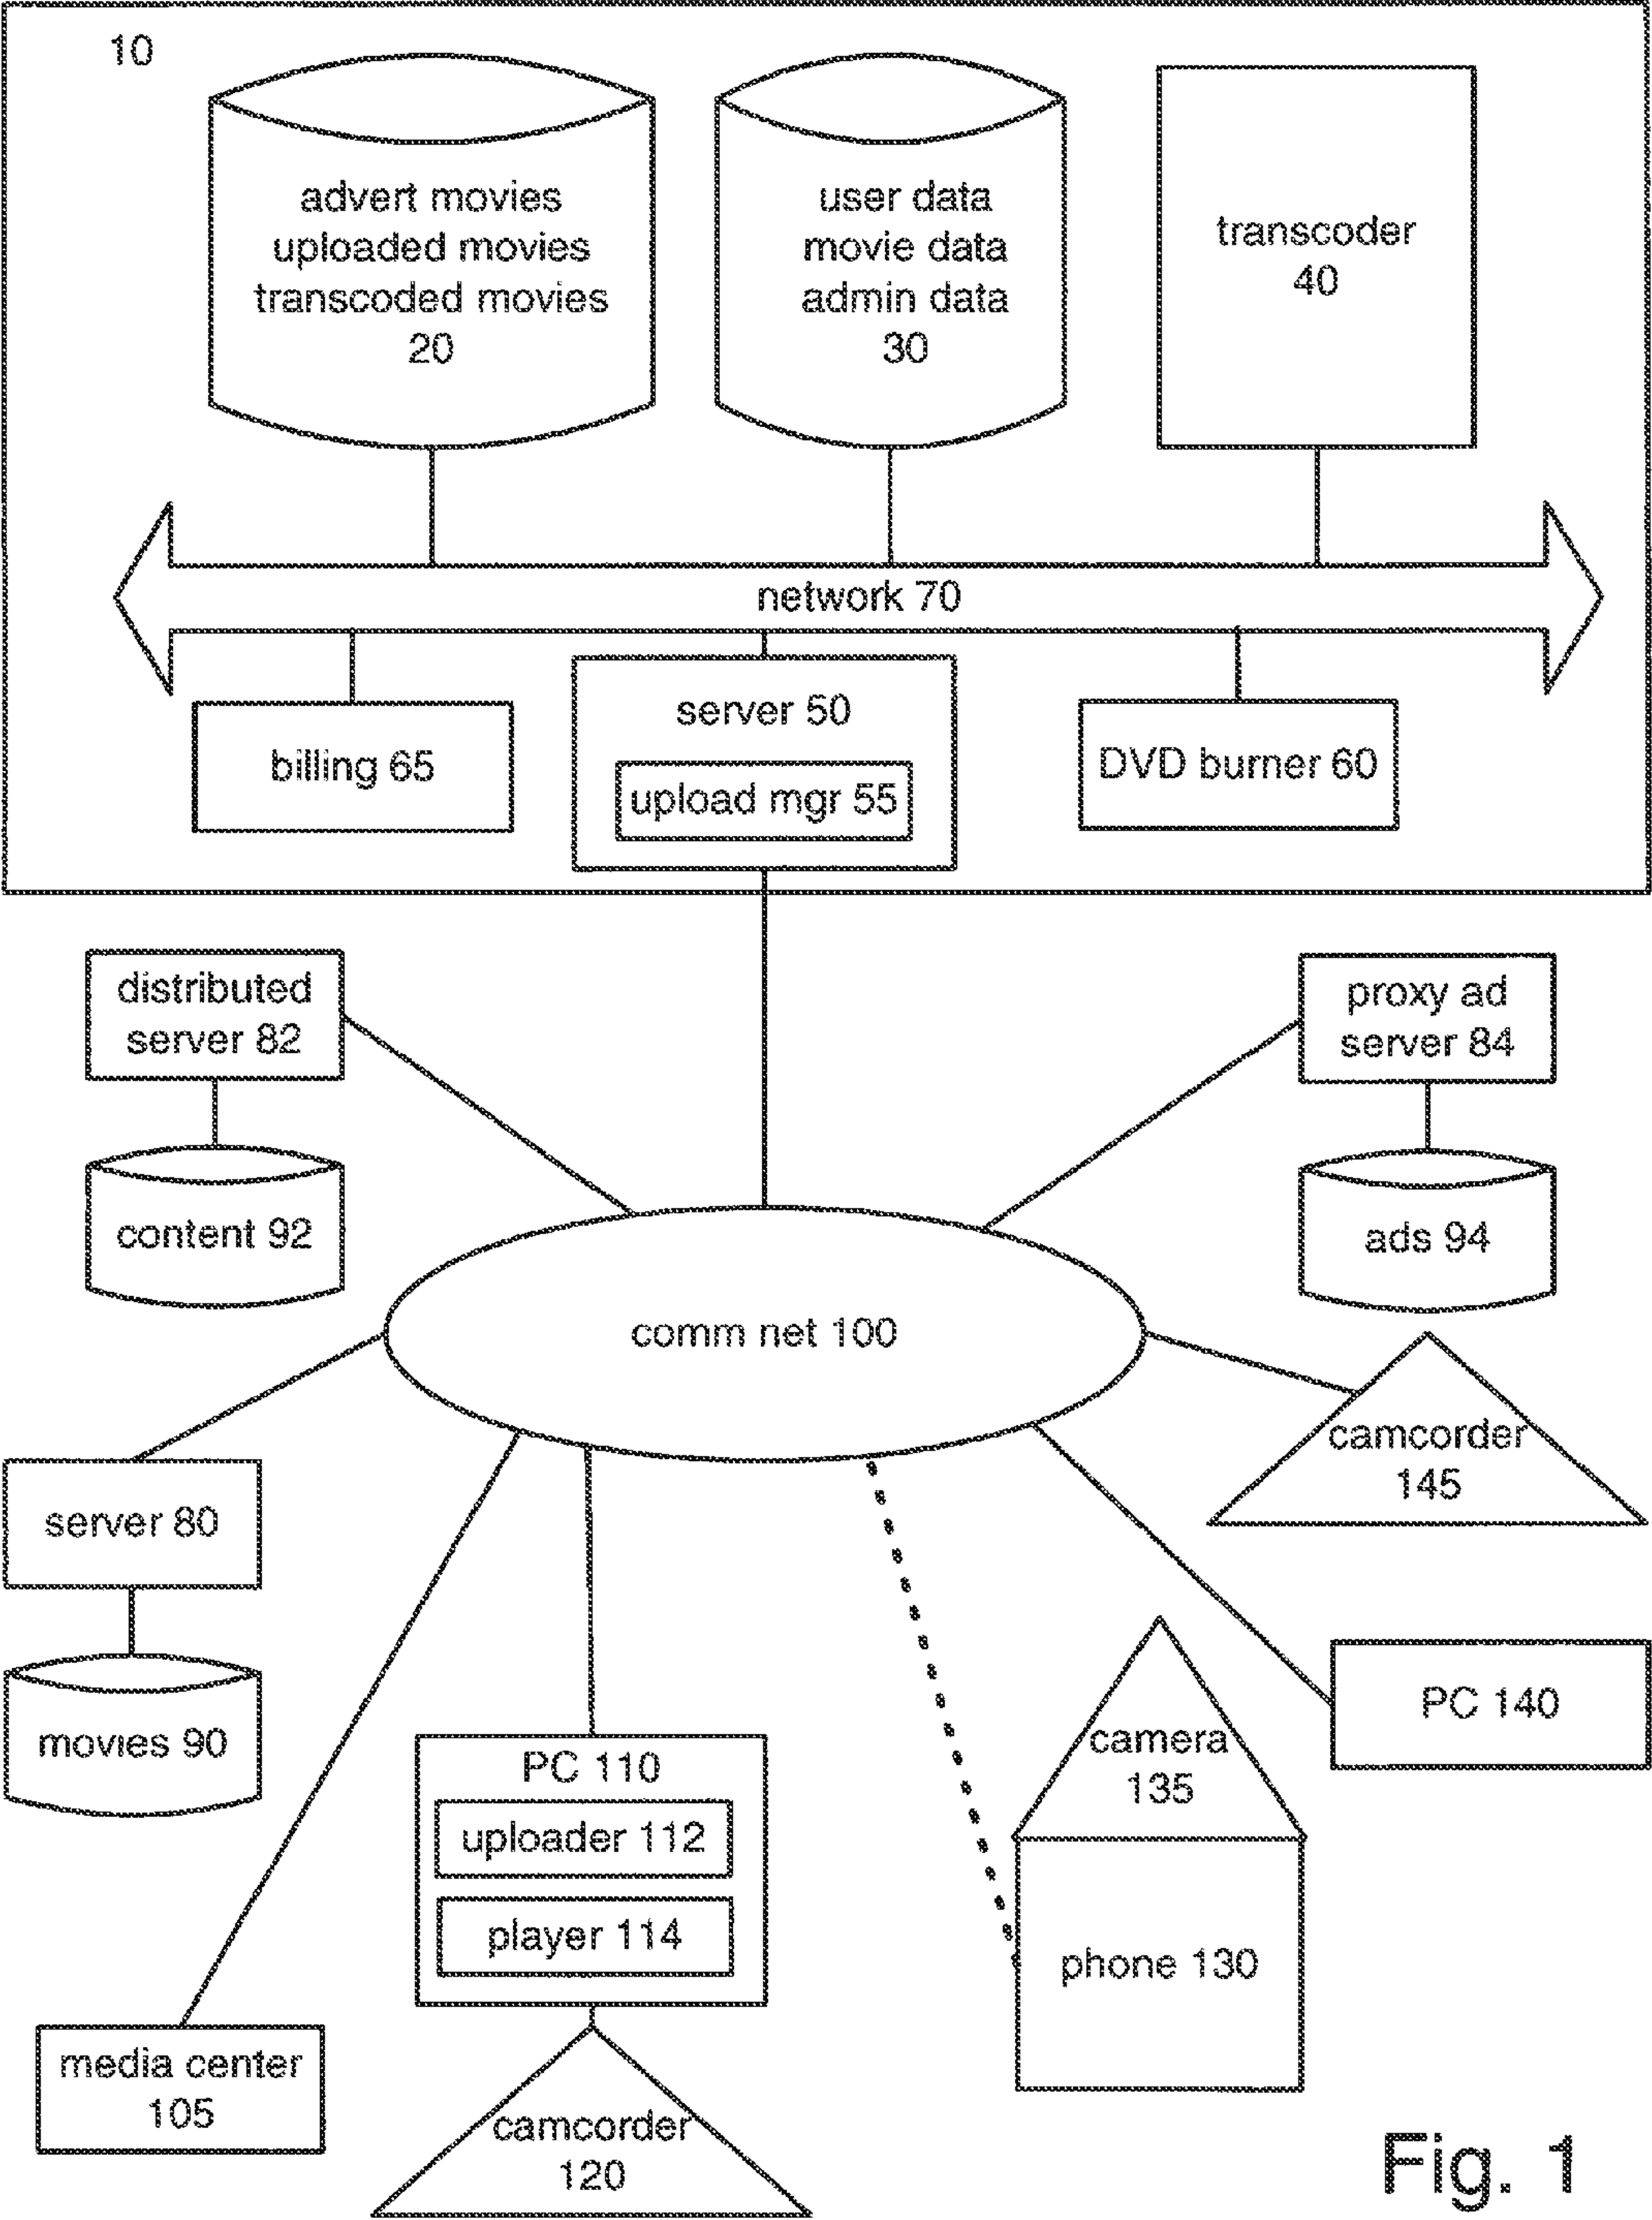 10
advert movies
uploaded movies
transcoded movies
20
user data
movie data
admin data
30
transcoder
40
network 70
billing 65
server 50
upload mgr 55
DVD burner 60
distributed
server 82
content 92
proxy ad
server 84
ads 94
comm net 100
camcorder
145
server 80
movies 90
PC 110
uploader 112
player 114
camera
135
phone 130
PC 140
media center
105
camcorder
120
Fig. 1